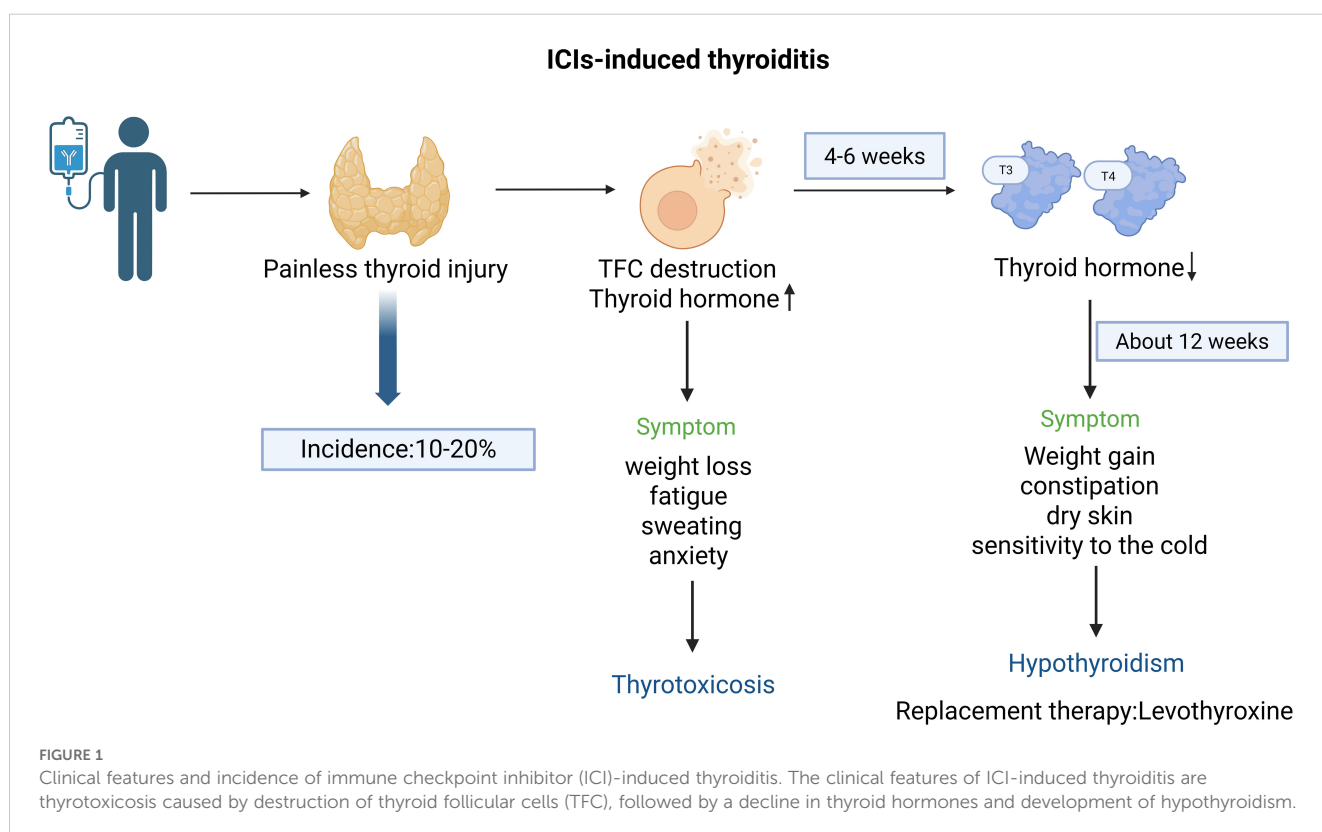 ICIs-induced thyroiditis
4-6 weeks
T3
T4
Painless thyroid injury
TFC destruction
Thyroid hormone↑
Thyroid hormone↓
About 12 weeks
Incidence:10-20%
Symptom
weight loss
fatigue
sweating
anxiety
Thyrotoxicosis
Symptom
Weight gain
constipation
dry skin
sensitivity to the cold
Hypothyroidism
Replacement therapy:Levothyroxine
FIGURE 1
Clinical features and incidence of immune checkpoint inhibitor (ICI)-induced thyroiditis. The clinical features of ICI-induced thyroiditis are
thyrotoxicosis caused by destruction of thyroid follicular cells (TFC), followed by a decline in thyroid hormones and development of hypothyroidism.